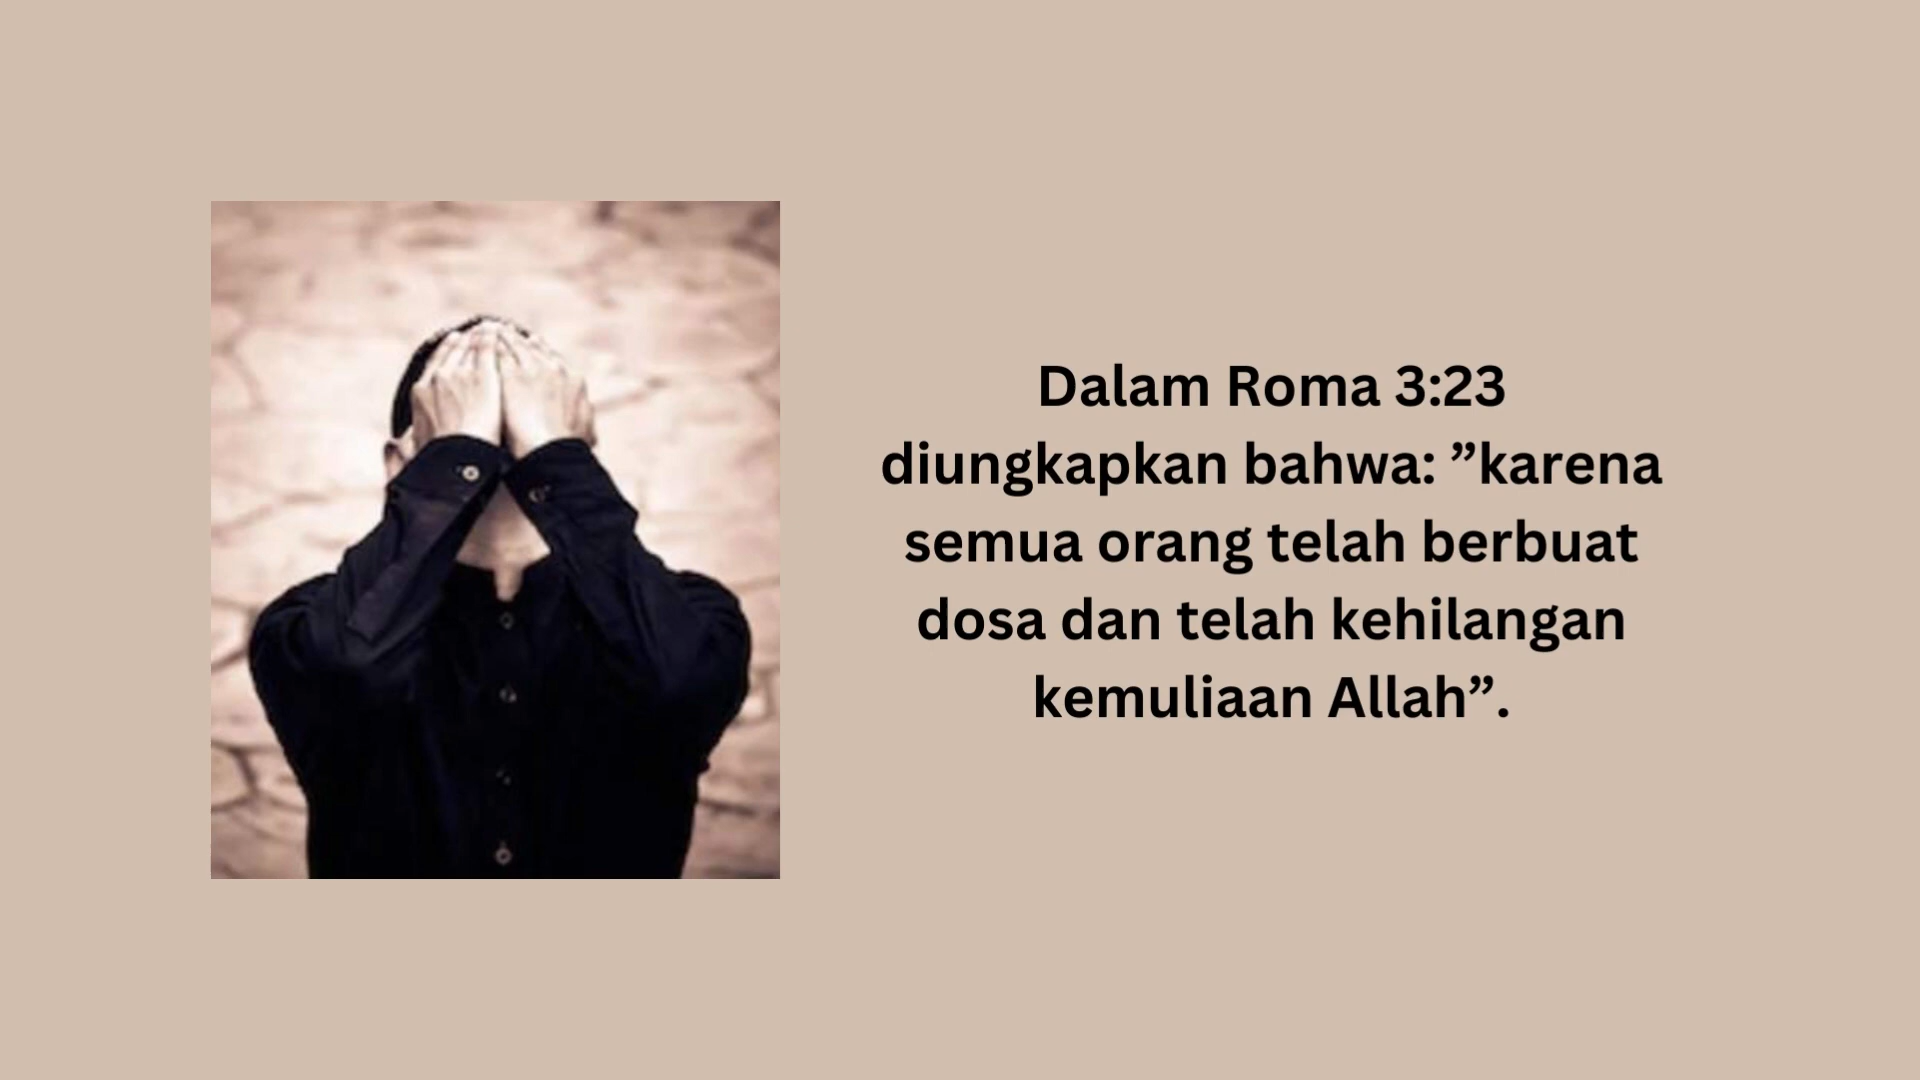 Dalam Roma 3:23
diungkapkan bahwa: ”karena
semua orang telah berbuat
dosa dan telah kehilangan
kemuliaan Allah”.